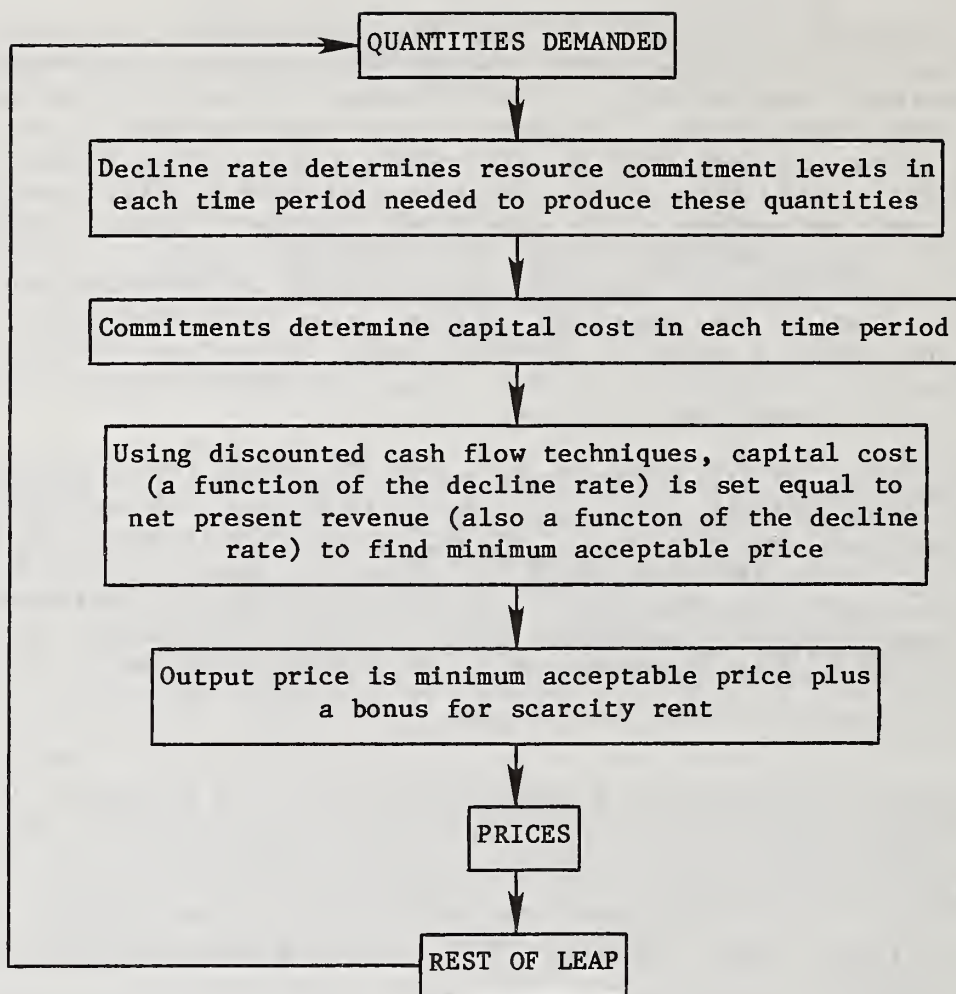 QUANTITIES DEMANDED
Decline rate determines resource commitment levels in
each time period needed to produce these quantities
Commitments determine capital cost in each time period
Using discounted cash flow techniques, capital cost
(a function of the decline rate) is set equal to
net present revenue (also a functon of the decline
rate) to find minimum acceptable price
Output price is minimum acceptable price plus
a bonus for scarcity rent
PRICES
REST OF LEAP